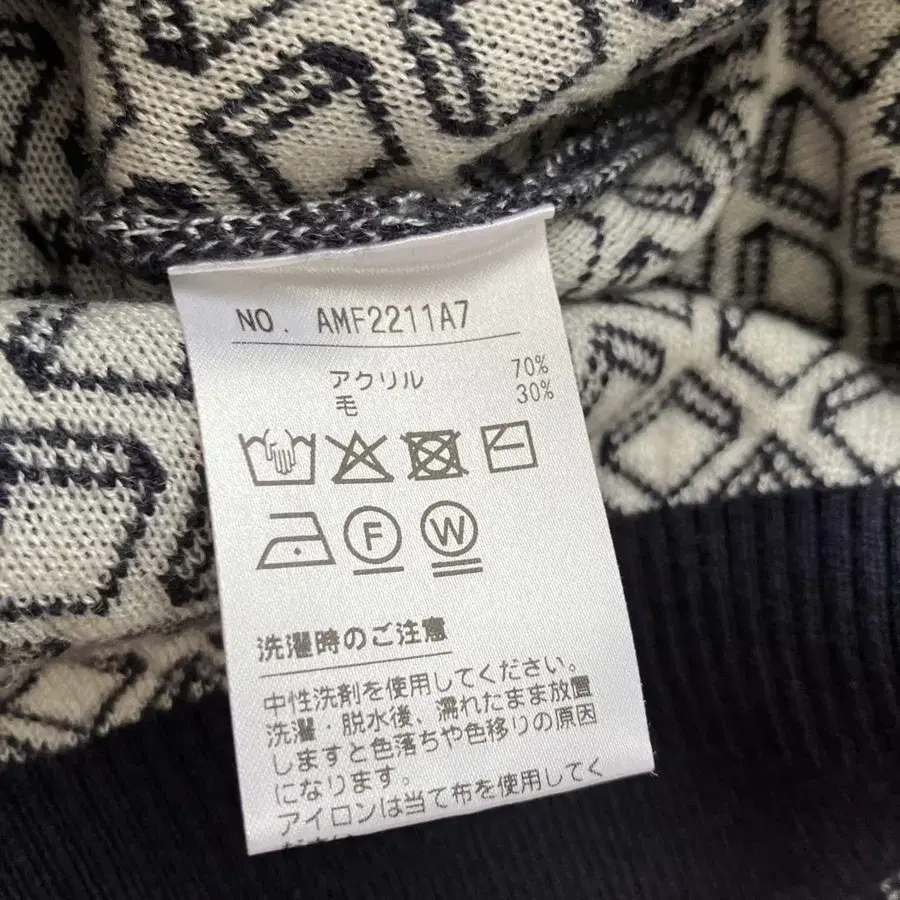 NO. AMF2211A7
アクリル 70%
毛 30%
F W
洗濯時のご注意
中性洗剤を使用してください。
洗濯・脱水後、濡れたまま放置
しますと色落ちや色移りの原因
になります。
アイロンは当て布を使用してく